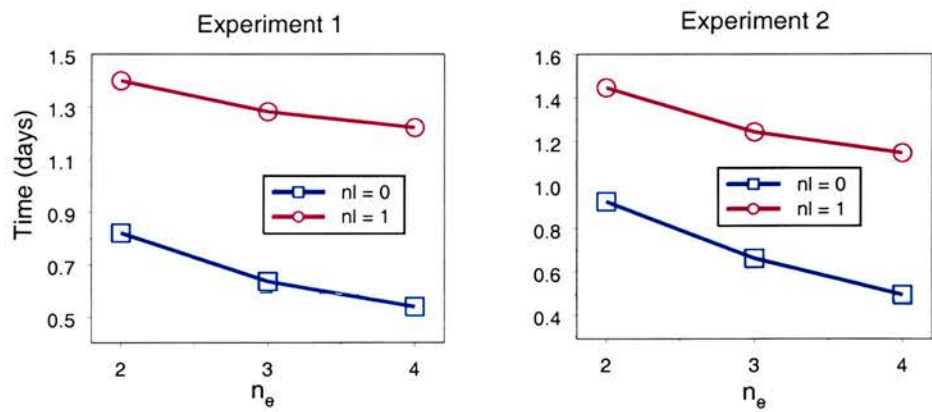 Experiment 1
Time (days)
1.5
1.3
1.1
0.9
0.7
0.5
nl = 0
nl = 1
2 3 4
n_e
Experiment 2
1.6
1.4
1.2
1.0
0.8
0.6
0.4
nl = 0
nl = 1
2 3 4
n_e